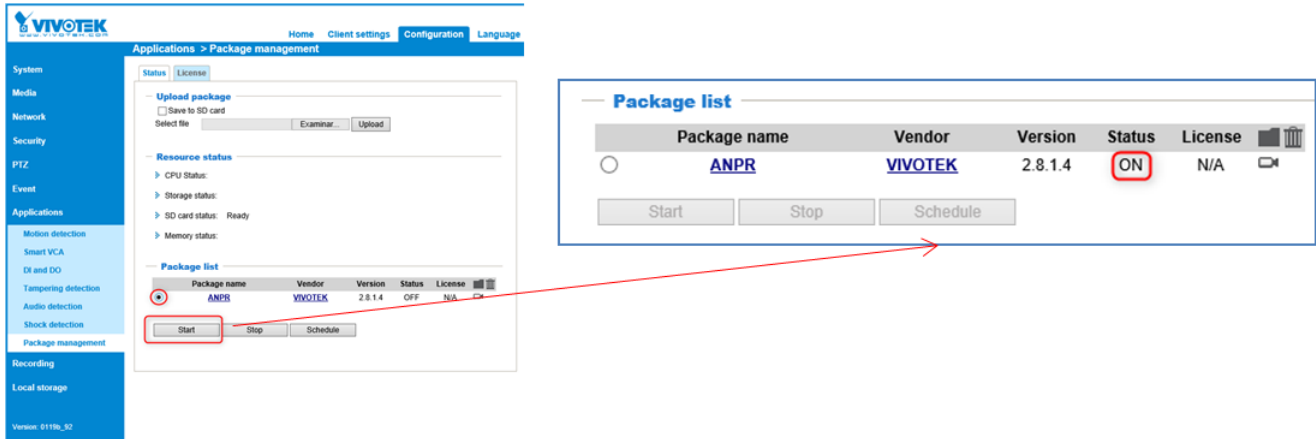 VIVOTEK
www.vivotek.com
Home Client settings Configuration Language
Applications > Package management
System
Media
Network
Security
PTZ
Event
Applications
Motion detection
Smart VCA
DI and DO
Tampering detection
Audio detection
Shock detection
Package management
Recording
Local storage
Version: 0119b_92
Status License
Upload package
Save to SD card
Select file Examinar... Upload
Resource status
CPU Status:
Storage status:
SD card status: Ready
Memory status:
Package list
Package name Vendor Version Status License
ANPR VIVOTEK 2.8.1.4 OFF N/A
Start Stop Schedule
Package list
Package name Vendor Version Status License
ANPR VIVOTEK 2.8.1.4 ON N/A
Start Stop Schedule